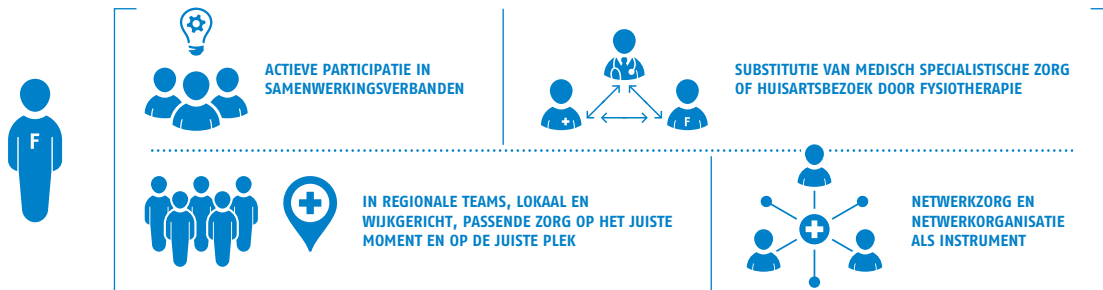 F
ACTIEVE PARTICIPATIE IN
SAMENWERKINGSVERBANDEN
SUBSTITUTIE VAN MEDISCH SPECIALISTISCHE ZORG
OF HUISARTSBEZOEK DOOR FYSIOTHERAPIE
F
IN REGIONALE TEAMS, LOKAAL EN
WIJKGERICHT, PASSENDE ZORG OP HET JUISTE
MOMENT EN OP DE JUISTE PLEK
NETWERKZORG EN
NETWERKORGANISATIE
ALS INSTRUMENT